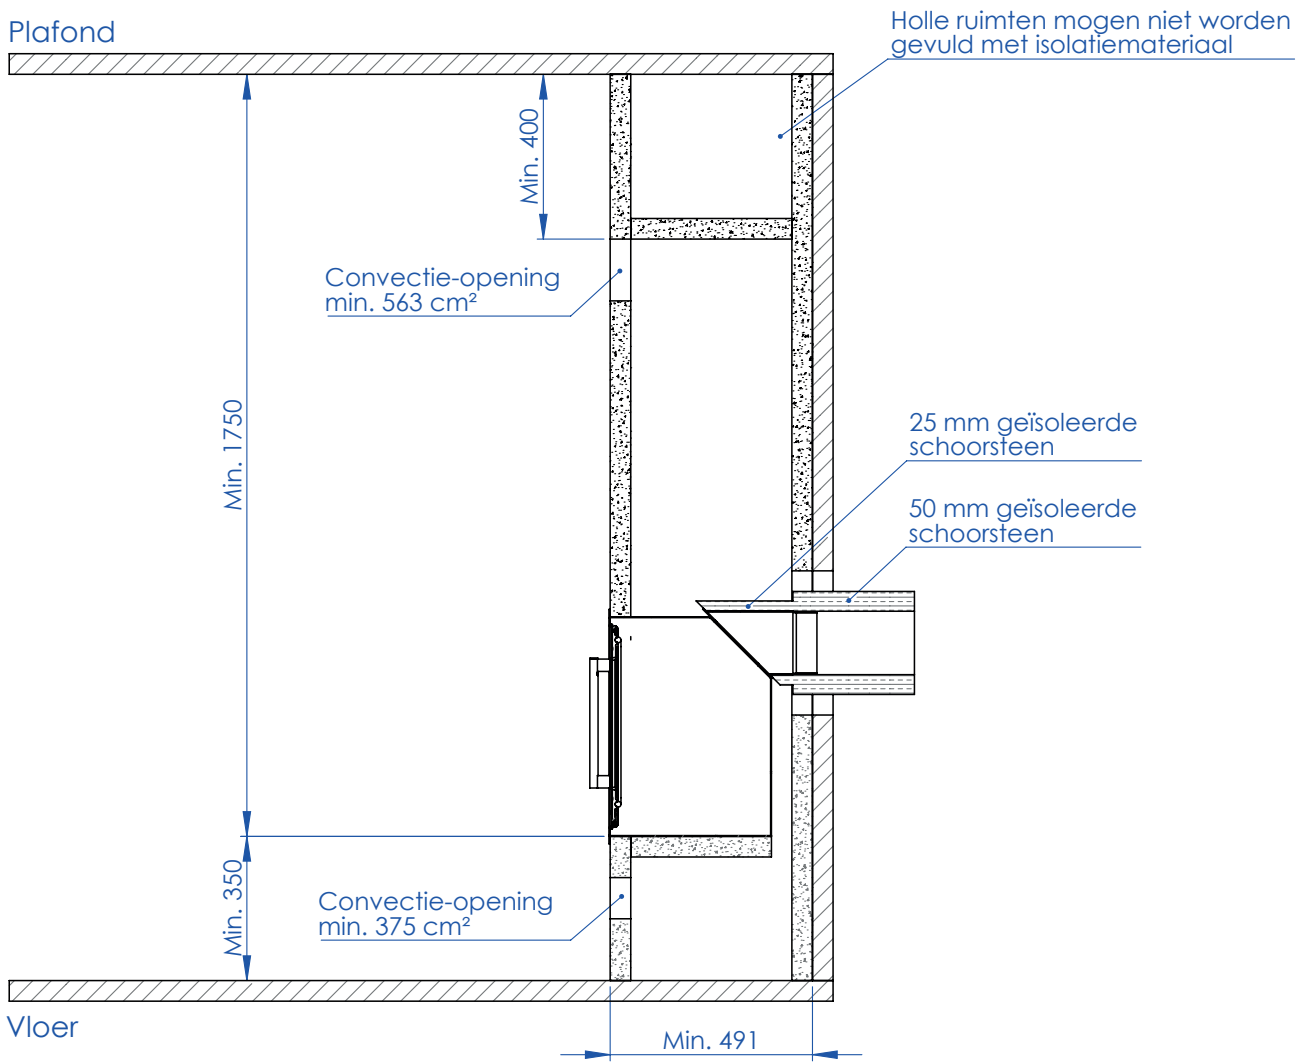 Plafond
Holle ruimten mogen niet worden
gevuld met isolatiemateriaal
Min. 400
Convectie-opening
min. 563 cm²
Min. 1750
25 mm geïsoleerde
schoorsteen
50 mm geïsoleerde
schoorsteen
Min. 350
Convectie-opening
min. 375 cm²
Vloer
Min. 491